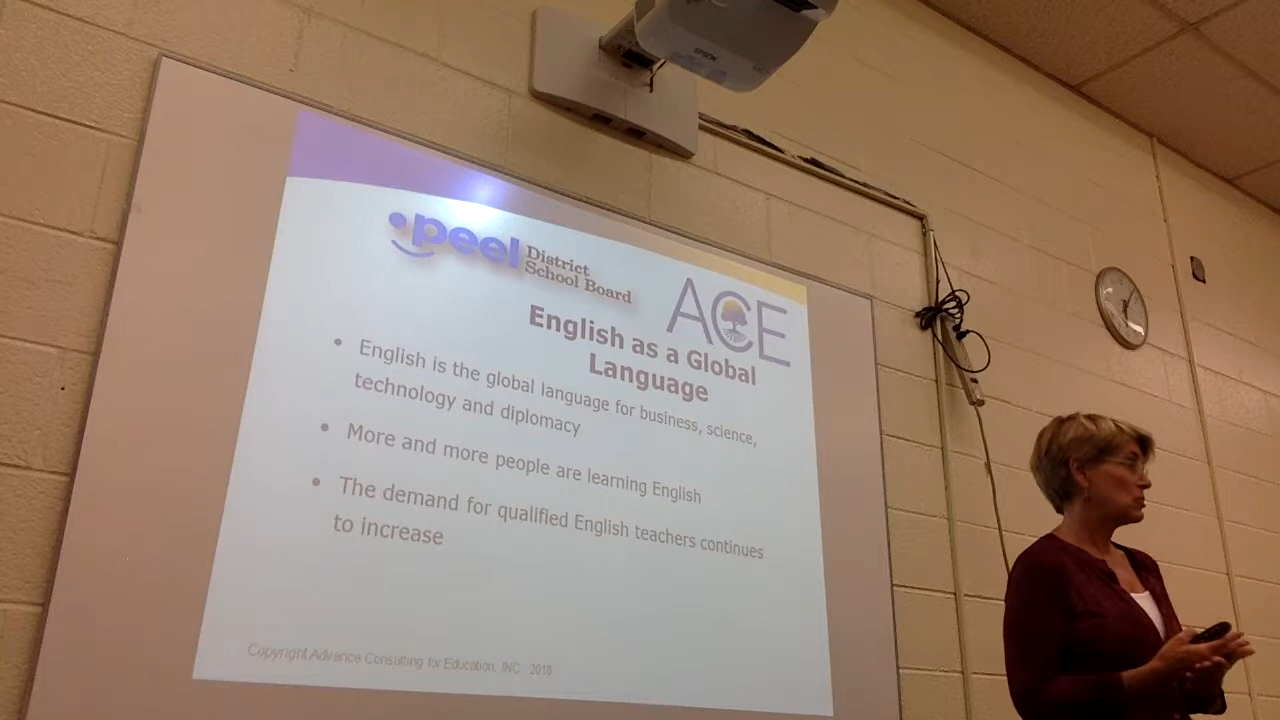 EPSON
peel District
School Board
ACE
English as a Global
Language
• English is the global language for business, science,
technology and diplomacy
• More and more people are learning English
• The demand for qualified English teachers continues
to increase
Copyright Advance Consulting for Education, INC 2018